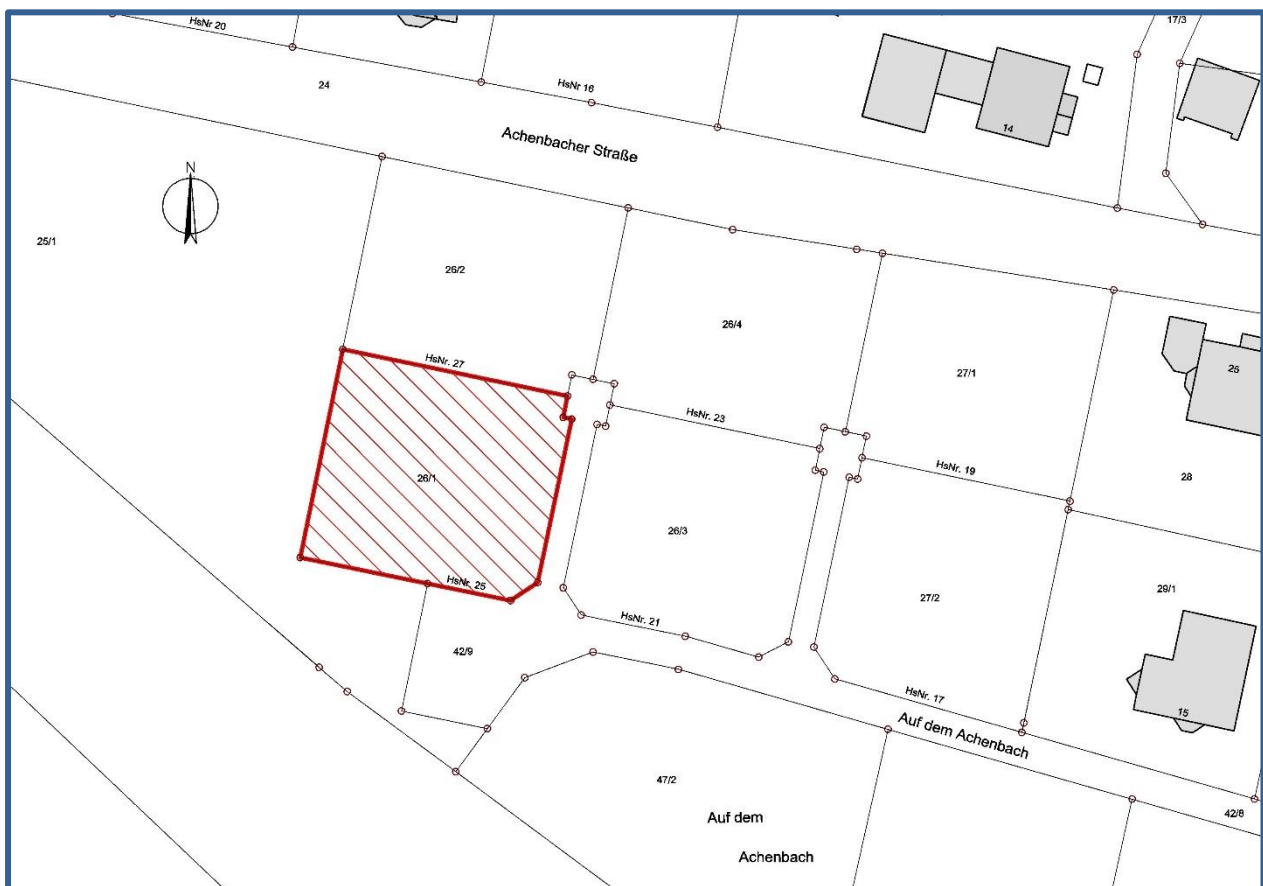 HsNr 20
17/3
24
HsNr 16
14
Achenbacher Straße
N
25/1
26/2
26/4
HsNr. 27
27/1
25
HsNr. 23
HsNr. 19
26/1
28
26/3
HsNr. 25
27/2
29/1
HsNr. 21
42/9
HsNr. 17
15
Auf dem Achenbach
47/2
42/8
Auf dem
Achenbach